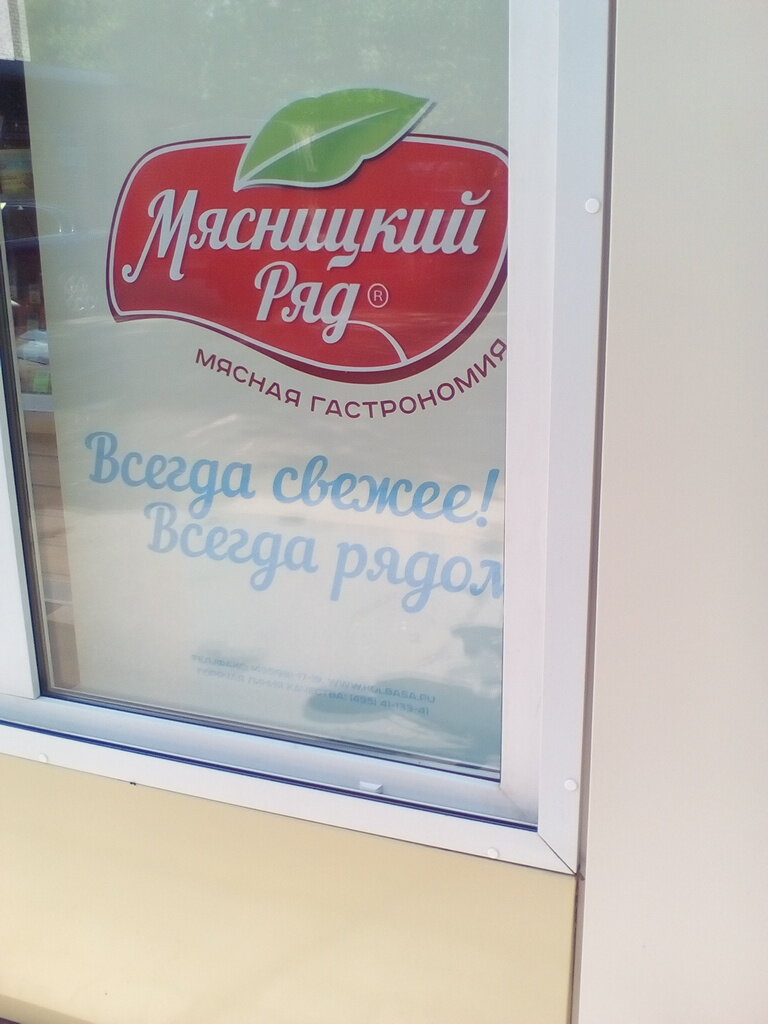 Мясницкий
Ряд ®
МЯСНАЯ ГАСТРОНОМИЯ
Всегда свежее!
Всегда рядом